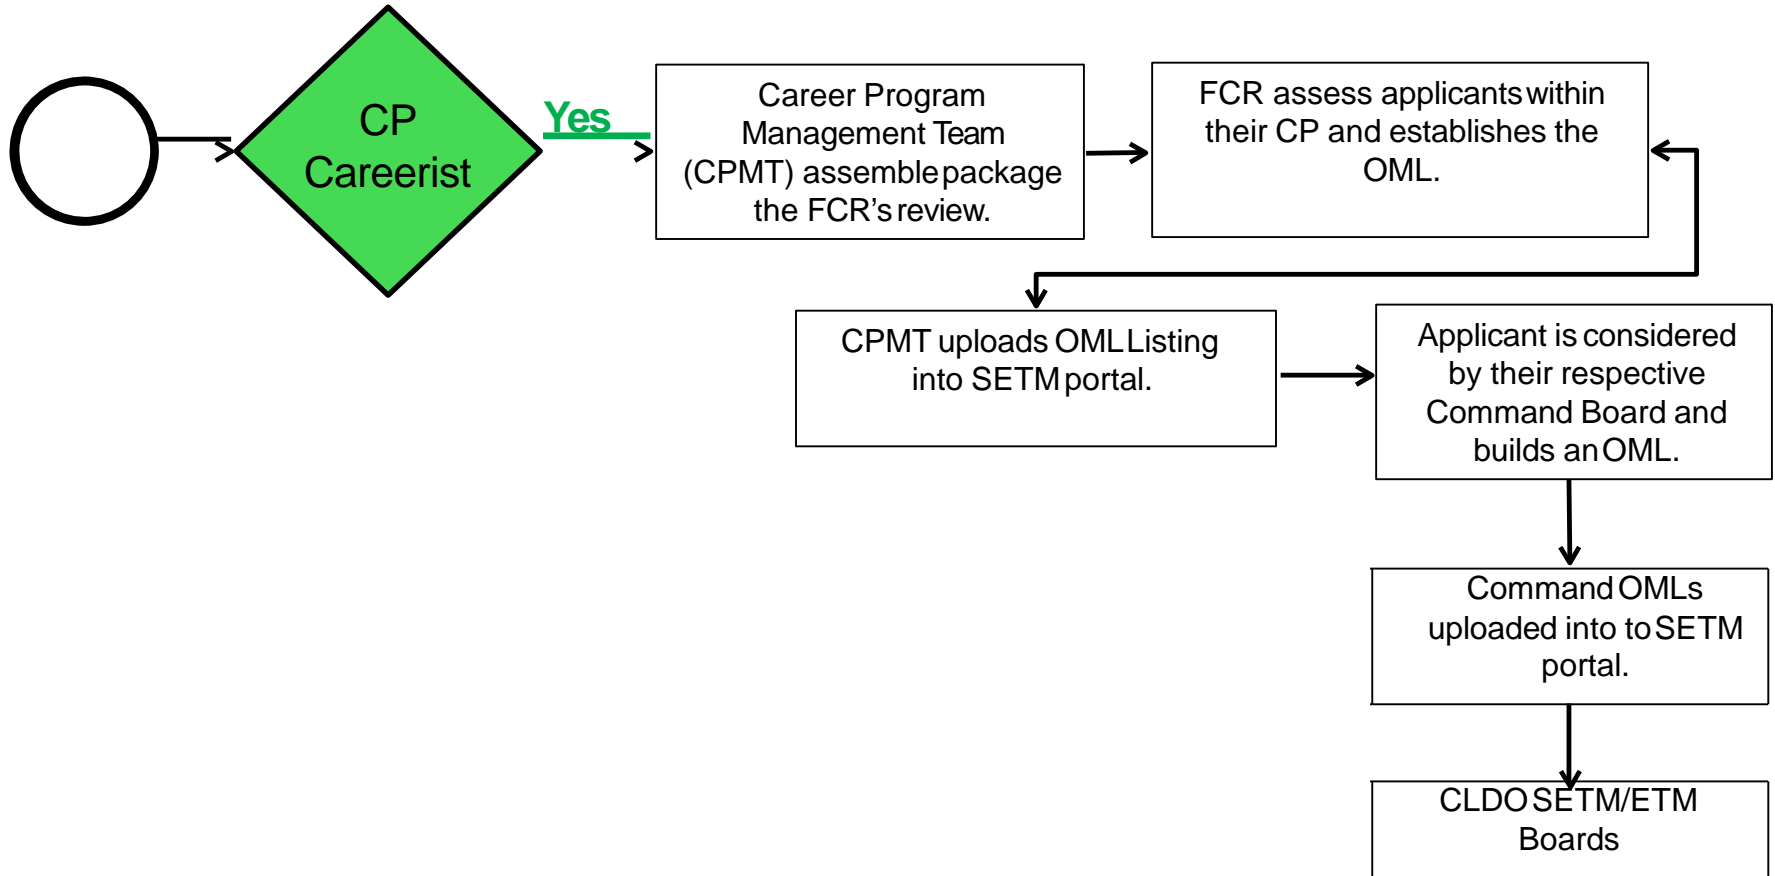 CP
Careerist
Yes
Career Program
Management Team
(CPMT) assemble package
the FCR’s review.
FCR assess applicants within
their CP and establishes the
OML.
CPMT uploads OML Listing
into SETM portal.
Applicant is considered
by their respective
Command Board and
builds an OML.
Command OMLs
uploaded into to SETM
portal.
CLDO SETM/ETM
Boards